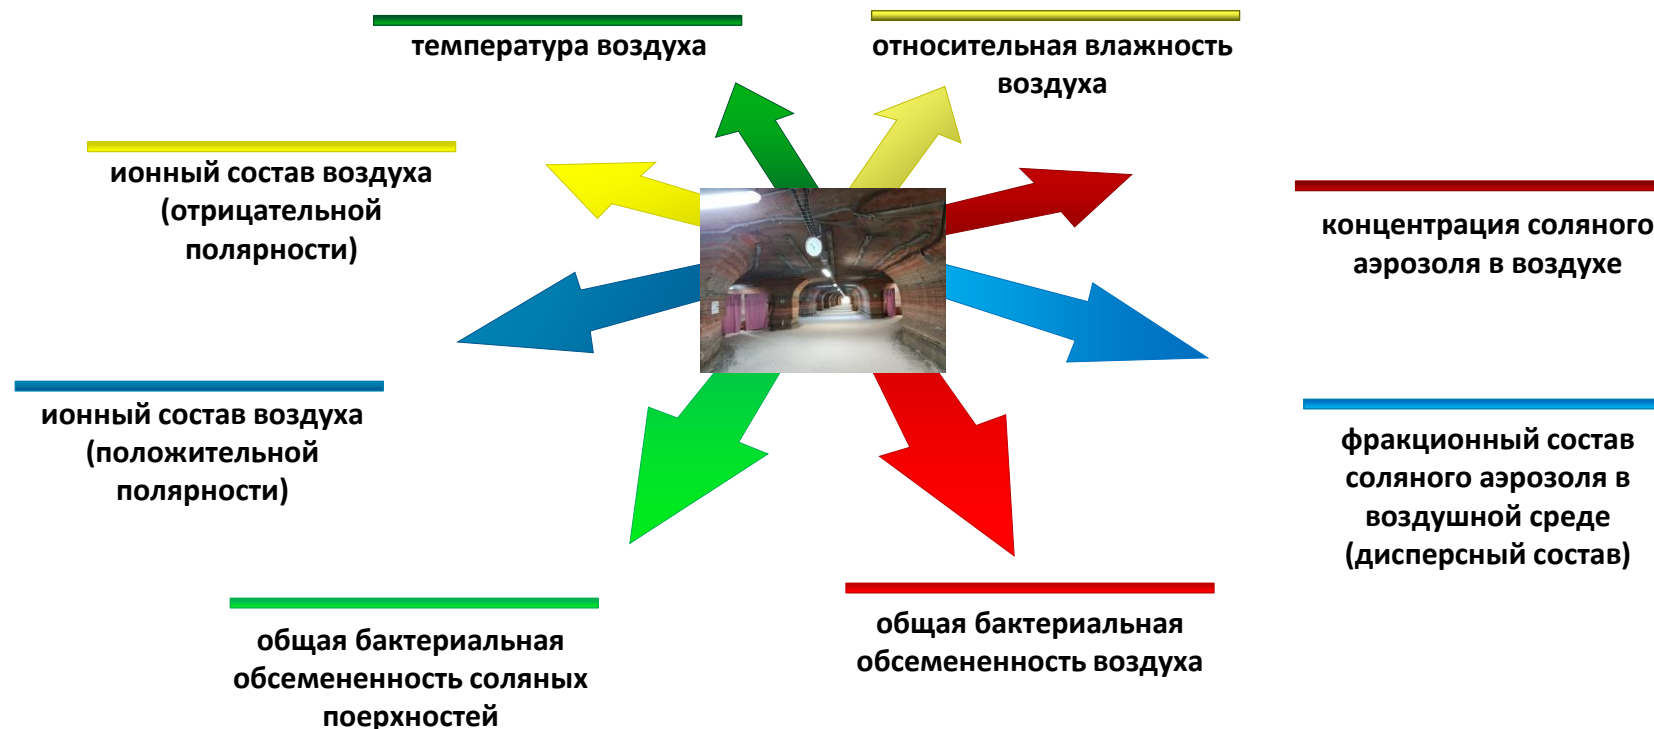 температура воздуха
относительная влажность
воздуха
ионный состав воздуха
(отрицательной
полярности)
концентрация соляного
аэрозоля в воздухе
ионный состав воздуха
(положительной
полярности)
фракционный состав
соляного аэрозоля в
воздушной среде
(дисперсный состав)
общая бактериальная
обсемененность соляных
поерхностей
общая бактериальная
обсемененность воздуха